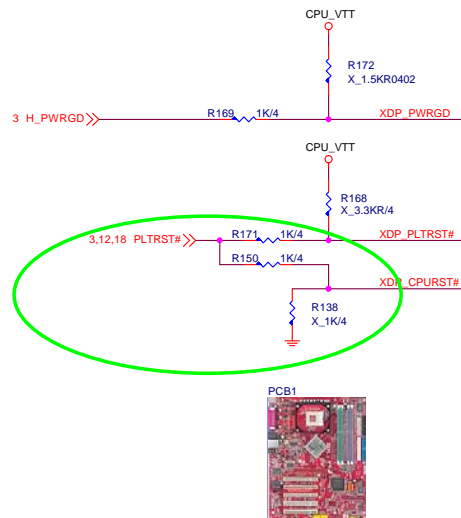 CPU_VTT
R172
X_1.5KR0402
R169 1K/4 XDP_PWRGD
3 H_PWRGD
CPU_VTT
R168
X_3.3KR/4
3,12,18 PLTRST# R171 1K/4 XDP_PLTRST#
R150 1K/4
XDP_CPURST#
R138
X_1K/4
PCB1